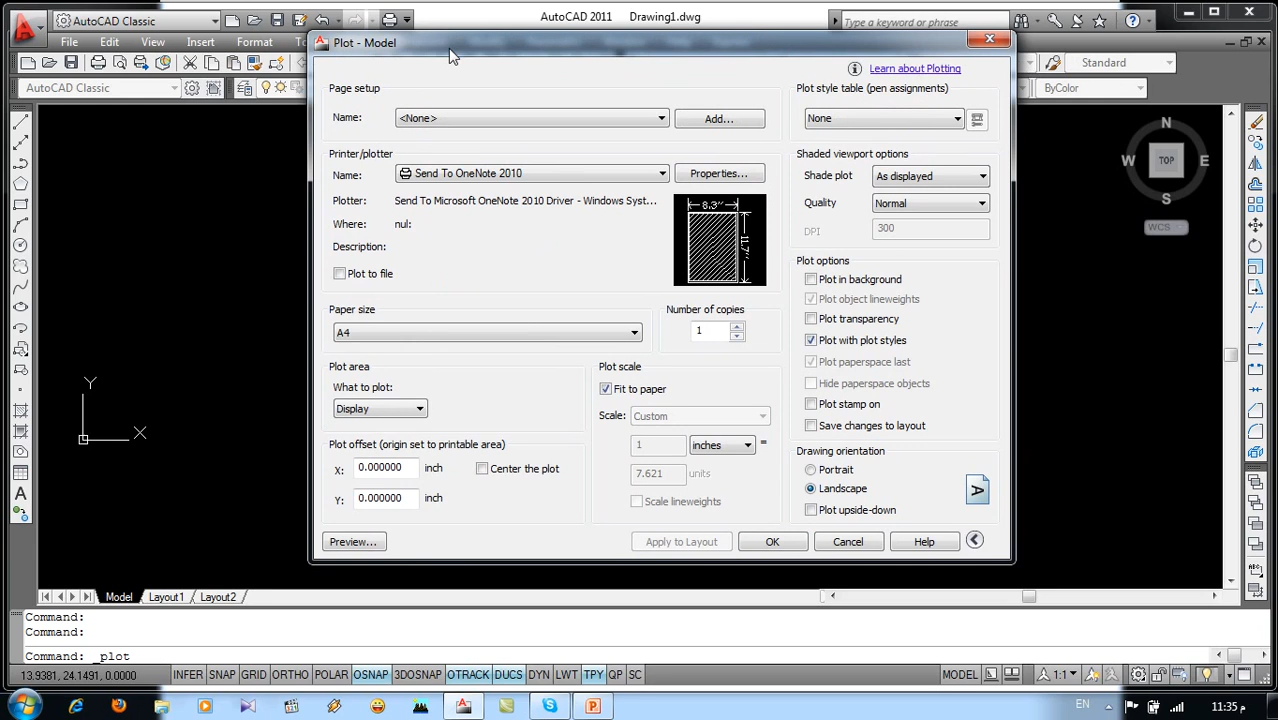 AutoCAD Classic
AutoCAD 2011 Drawing1.dwg
Type a keyword or phrase
File Edit View Insert Format
Plot - Model
AutoCAD Classic
Standard
ByColor
Learn about Plotting
Page setup
Name: <None> Add...
Plot style table (pen assignments)
None
Printer/plotter
Name: Send To OneNote 2010 Properties...
Plotter: Send To Microsoft OneNote 2010 Driver - Windows Syst...
Where: nul:
Description:
Plot to file
8.3''
11.7''
Shaded viewport options
Shade plot As displayed
Quality Normal
DPI 300
Paper size
A4
Number of copies
1
Plot area
What to plot:
Display
Plot scale
Fit to paper
Scale: Custom
1 inches =
7.621 units
Scale lineweights
Plot offset (origin set to printable area)
X: 0.000000 inch Center the plot
Y: 0.000000 inch
Plot options
Plot in background
Plot object lineweights
Plot transparency
Plot with plot styles
Plot paperspace last
Hide paperspace objects
Plot stamp on
Save changes to layout
Drawing orientation
Portrait
Landscape
Plot upside-down
A
Preview... Apply to Layout OK Cancel Help
N
W TOP E
S
WCS
Y
X
A
Model Layout1 Layout2
Command:
Command:
Command: _plot
13.9381, 24.1491, 0.0000 INFER SNAP GRID ORTHO POLAR OSNAP 3DOSNAP OTRACK DUCS DYN LWT TPY QP SC MODEL 1:1
EN 11:35 م